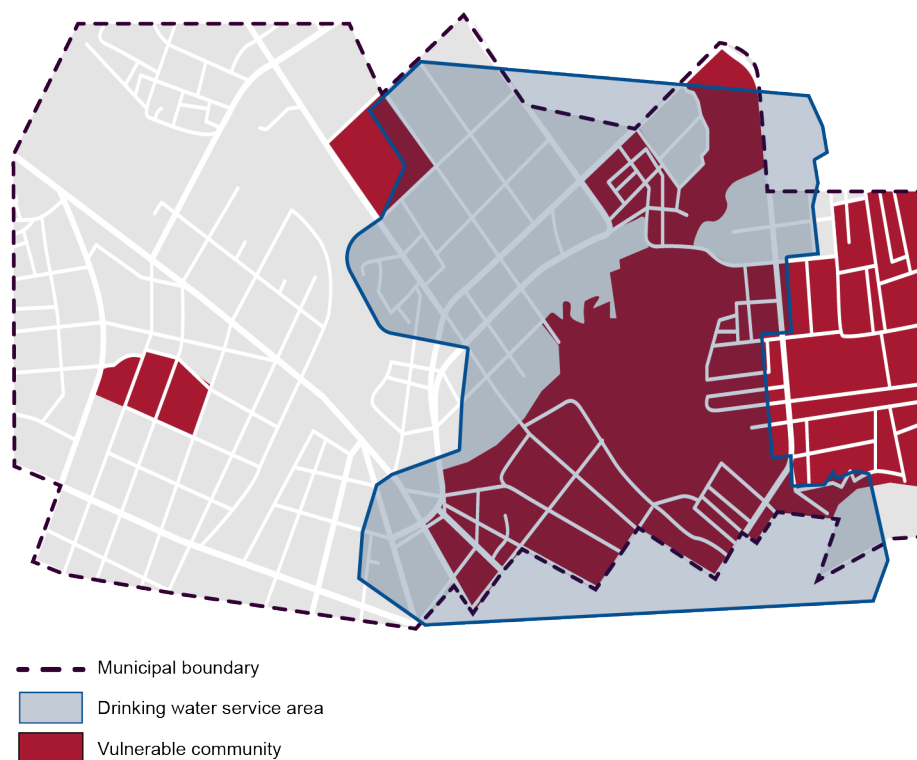 Municipal boundary
Drinking water service area
Vulnerable community